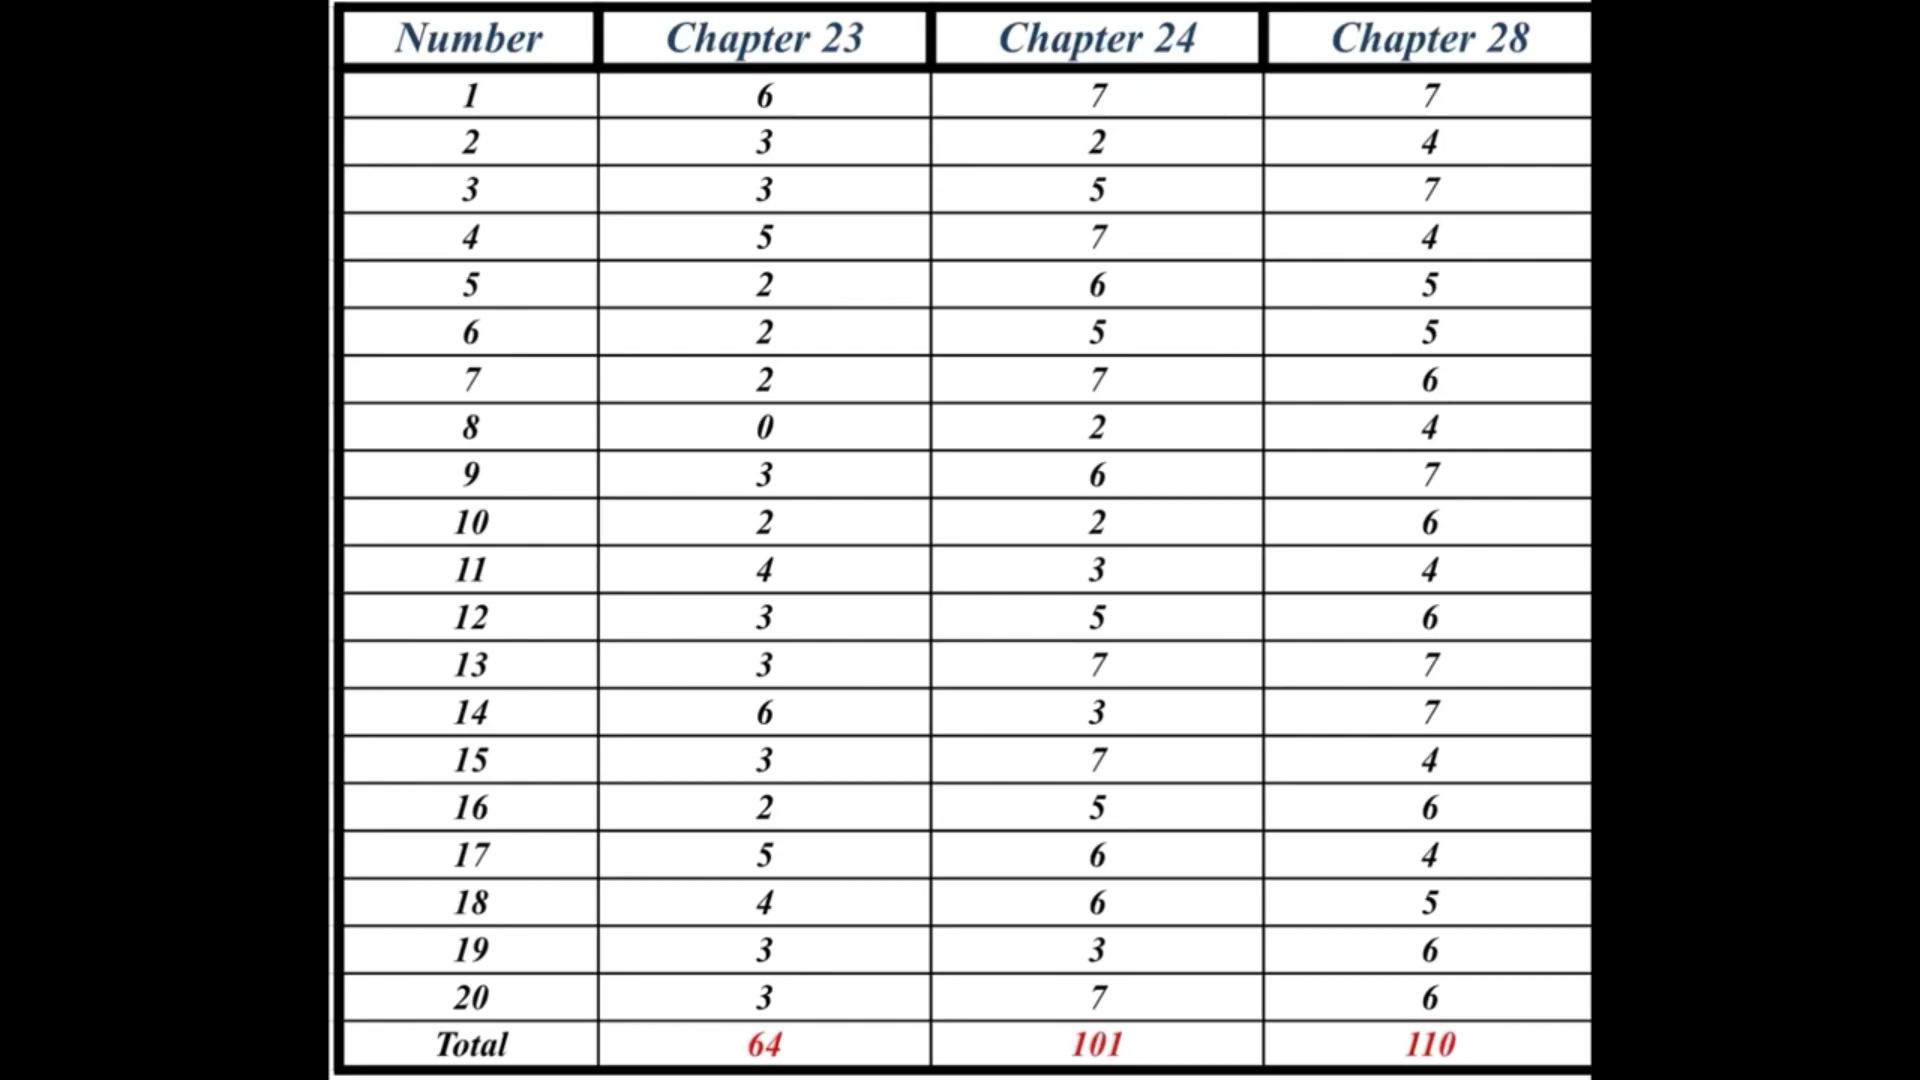 Number Chapter 23 Chapter 24 Chapter 28
1 6 7 7
2 3 2 4
3 3 5 7
4 5 7 4
5 2 6 5
6 2 5 5
7 2 7 6
8 0 2 4
9 3 6 7
10 2 2 6
11 4 3 4
12 3 5 6
13 3 7 7
14 6 3 7
15 3 7 4
16 2 5 6
17 5 6 4
18 4 6 5
19 3 3 6
20 3 7 6
Total 64 101 110